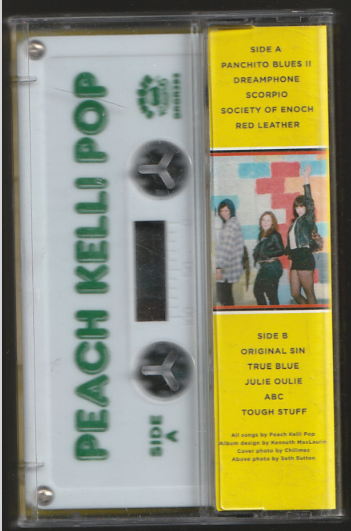 PEACH KELLI POP
SIDE
A
SIDE A
PANCHITO BLUES II
DREAMPHONE
SCORPIO
SOCIETY OF ENOCH
RED LEATHER
SIDE B
ORIGINAL SIN
TRUE BLUE
JULIE OULIE
ABC
TOUGH STUFF
All songs by Peach Kelli Pop
Album design by Kenneth MacLaurin
Cover photo by Chillmaz
Above photo by Seth Sutton